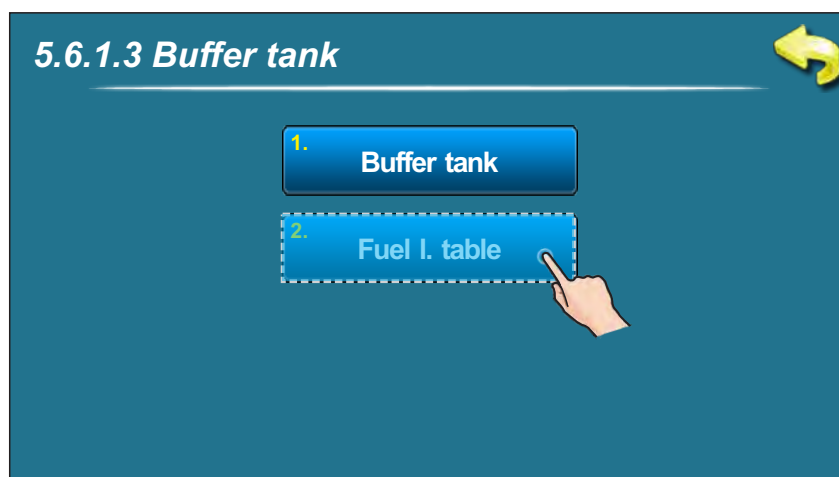 5.6.1.3 Buffer tank
1.
Buffer tank
2.
Fuel l. table